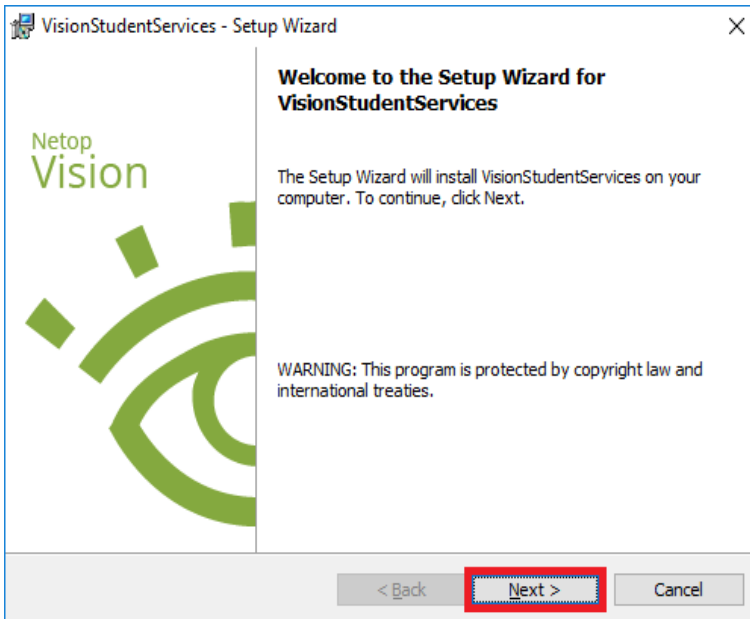 VisionStudentServices - Setup Wizard
Welcome to the Setup Wizard for
VisionStudentServices
Netop
Vision
The Setup Wizard will install VisionStudentServices on your
computer. To continue, click Next.
WARNING: This program is protected by copyright law and
international treaties.
< Back
Next >
Cancel